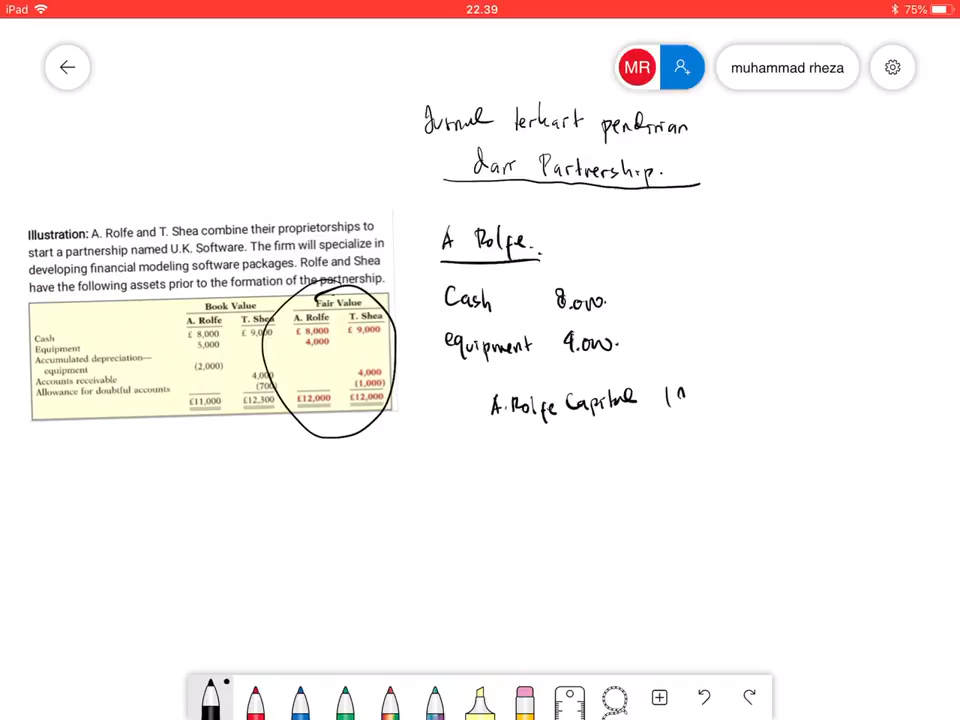 iPad
22.39
75%
MR
muhammad rheza
Jurnal terkait pendirian
dari Partnership.
Illustration: A. Rolfe and T. Shea combine their proprietorships to
start a partnership named U.K. Software. The firm will specialize in
developing financial modeling software packages. Rolfe and Shea
have the following assets prior to the formation of the partnership.
Book Value Fair Value
A. Rolfe T. Shea A. Rolfe T. Shea
Cash £ 8,000 £ 9,000 £ 8,000 £ 9,000
Equipment 5,000 4,000
Accumulated depreciation—
equipment (2,000)
Accounts receivable 4,000 4,000
Allowance for doubtful accounts (700) (1,000)
£11,000 £12,300 £12,000 £12,000
A Rolfe.
Cash 8.000.
equipment 4.000.
A. Rolfe Capital